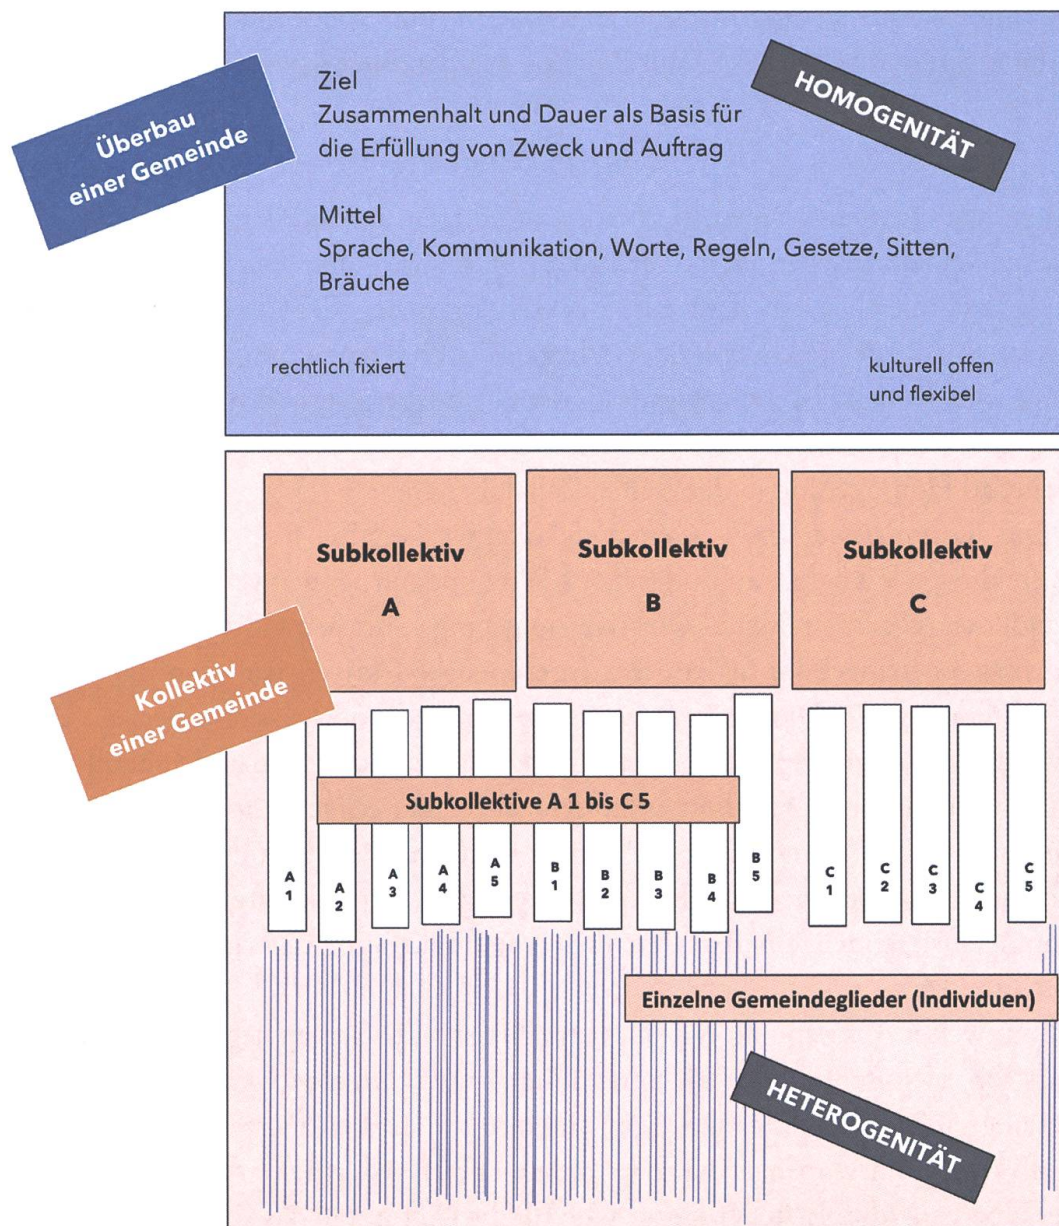 Überbau
einer Gemeinde
Ziel
Zusammenhalt und Dauer als Basis für
die Erfüllung von Zweck und Auftrag
HOMOGENITÄT
Mittel
Sprache, Kommunikation, Worte, Regeln, Gesetze, Sitten,
Bräuche
rechtlich fixiert
kulturell offen
und flexibel
Subkollektiv
A
Subkollektiv
B
Subkollektiv
C
Kollektiv
einer Gemeinde
Subkollektive A 1 bis C 5
A
1
A
2
A
3
A
4
A
5
B
1
B
2
B
3
B
4
B
5
C
1
C
2
C
3
C
4
C
5
Einzelne Gemeindeglieder (Individuen)
HETEROGENITÄT